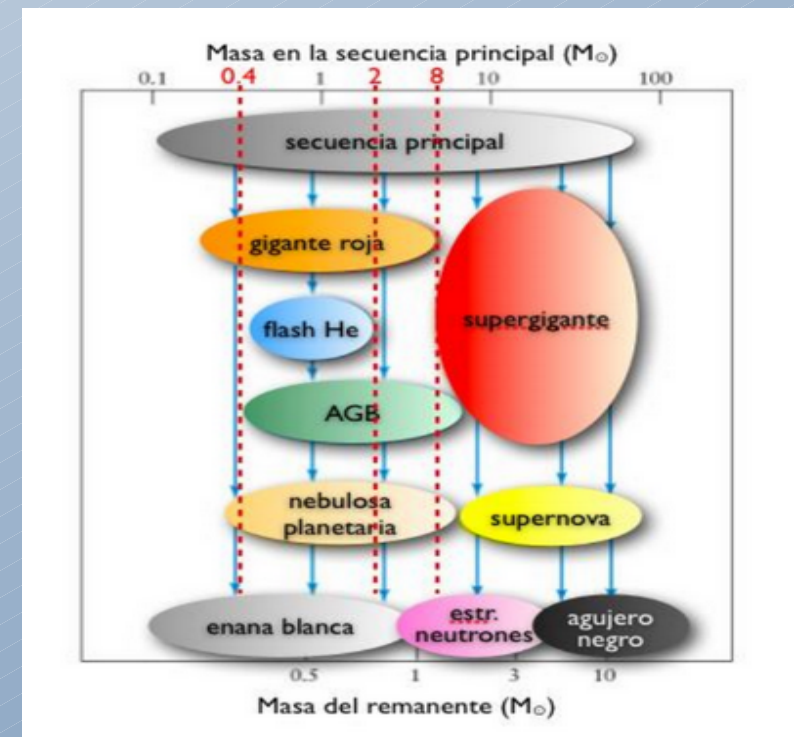 Masa en la secuencia principal (M☉)
0.1 0.4 1 2 8 10 100
secuencia principal
gigante roja
flash He
supergigante
AGB
nebulosa
planetaria
supernova
enana blanca
estr.
neutrones
agujero
negro
0.5 1 3 10
Masa del remanente (M☉)